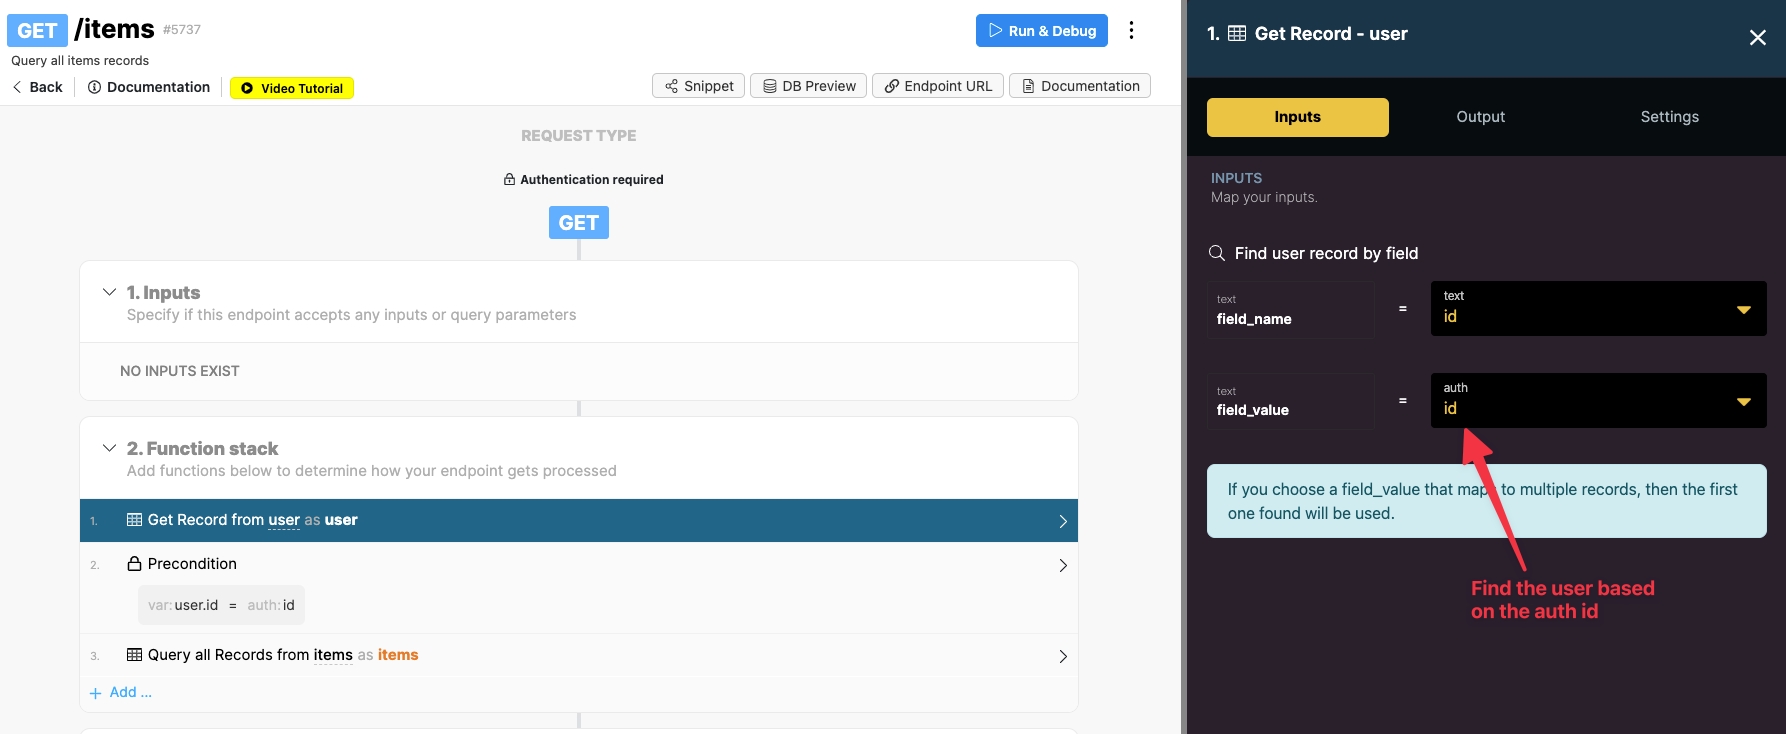 GET /items #5737
Run & Debug
Query all items records
Back
Documentation
Video Tutorial
Snippet
DB Preview
Endpoint URL
Documentation
REQUEST TYPE
Authentication required
GET
1. Inputs
Specify if this endpoint accepts any inputs or query parameters
NO INPUTS EXIST
2. Function stack
Add functions below to determine how your endpoint gets processed
1. Get Record from user as user
2. Precondition
var: user.id = auth: id
3. Query all Records from items as items
+ Add ...
1. Get Record - user
Inputs
Output
Settings
INPUTS
Map your inputs.
Find user record by field
text
field_name
=
text
id
text
field_value
=
auth
id
If you choose a field_value that maps to multiple records, then the first
one found will be used.
Find the user based
on the auth id